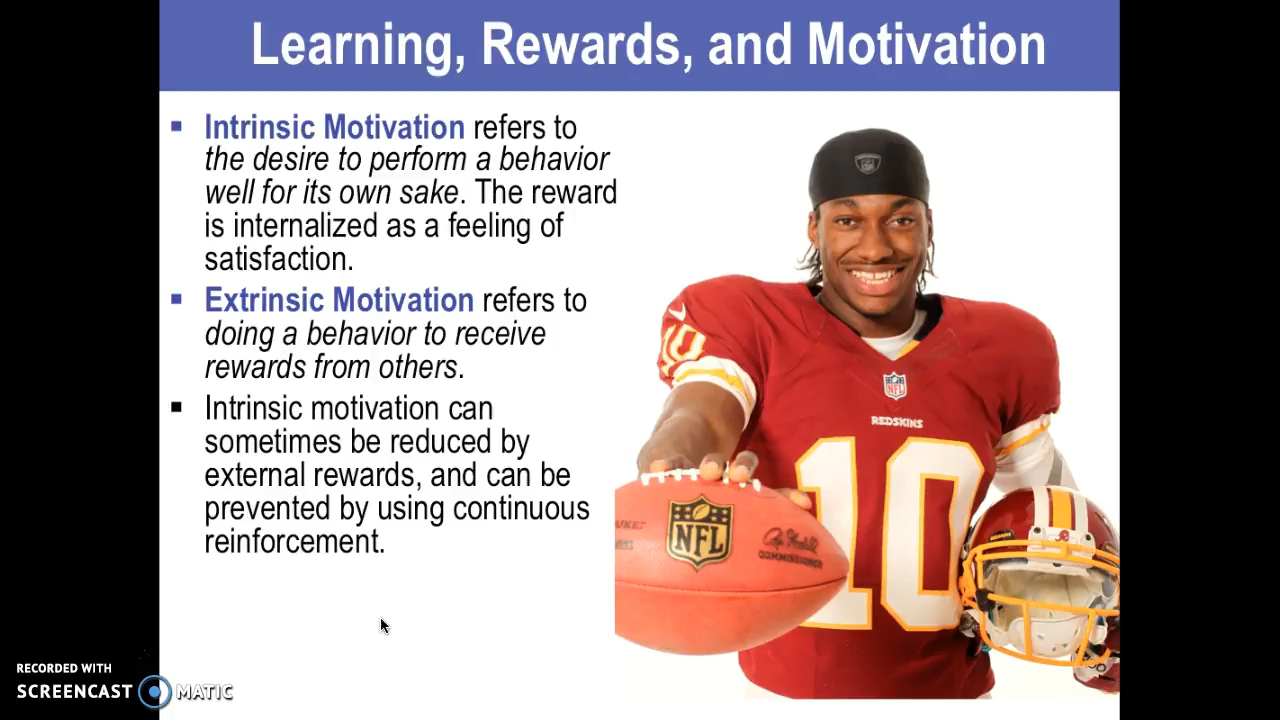 Learning, Rewards, and Motivation
Intrinsic Motivation refers to
the desire to perform a behavior
well for its own sake. The reward
is internalized as a feeling of
satisfaction.
Extrinsic Motivation refers to
doing a behavior to receive
rewards from others.
Intrinsic motivation can
sometimes be reduced by
external rewards, and can be
prevented by using continuous
reinforcement.
10
NFL
REDSKINS
10
NFL
COMMISSIONER
RECORDED WITH
SCREENCAST MATIC